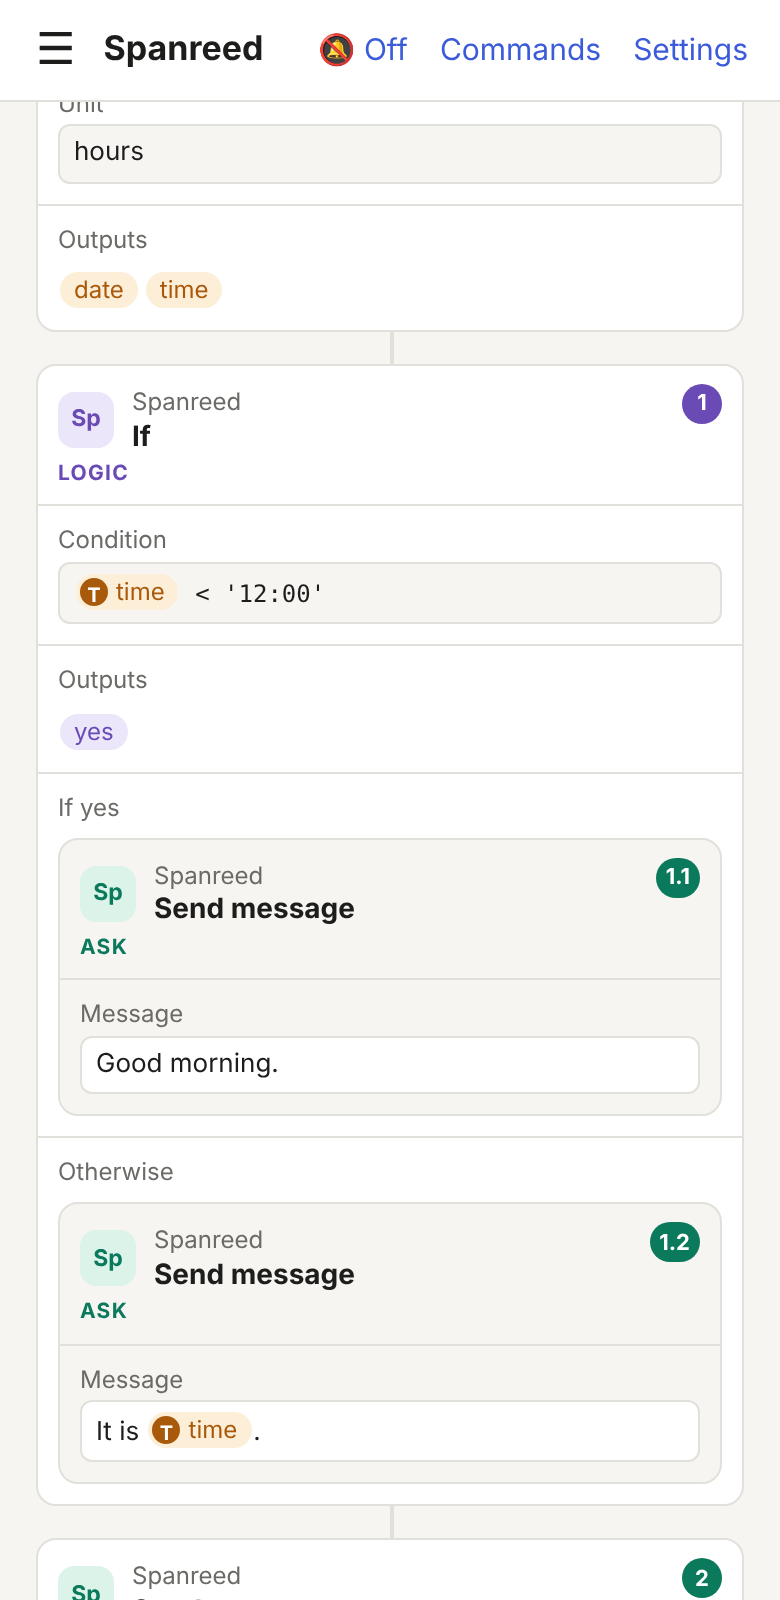 ☰ Spanreed 🔕 Off Commands Settings
Unit
hours
Outputs
date time
Sp Spanreed 1
If
LOGIC
Condition
T time < '12:00'
Outputs
yes
If yes
Sp Spanreed 1.1
Send message
ASK
Message
Good morning.
Otherwise
Sp Spanreed 1.2
Send message
ASK
Message
It is T time .
Sp Spanreed 2